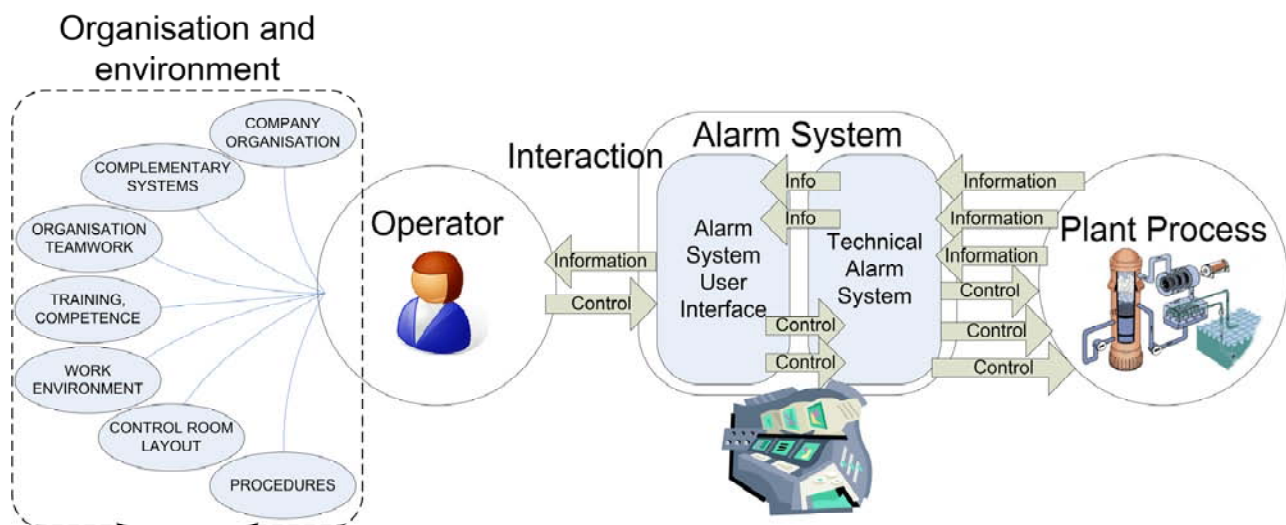 Organisation and
environment
COMPANY
ORGANISATION
COMPLEMENTARY
SYSTEMS
ORGANISATION
TEAMWORK
TRAINING,
COMPETENCE
WORK
ENVIRONMENT
CONTROL ROOM
LAYOUT
PROCEDURES
Operator
Interaction
Information
Control
Alarm System
Alarm
System
User
Interface
Info
Info
Control
Control
Technical
Alarm
System
Information
Information
Information
Control
Control
Control
Plant Process